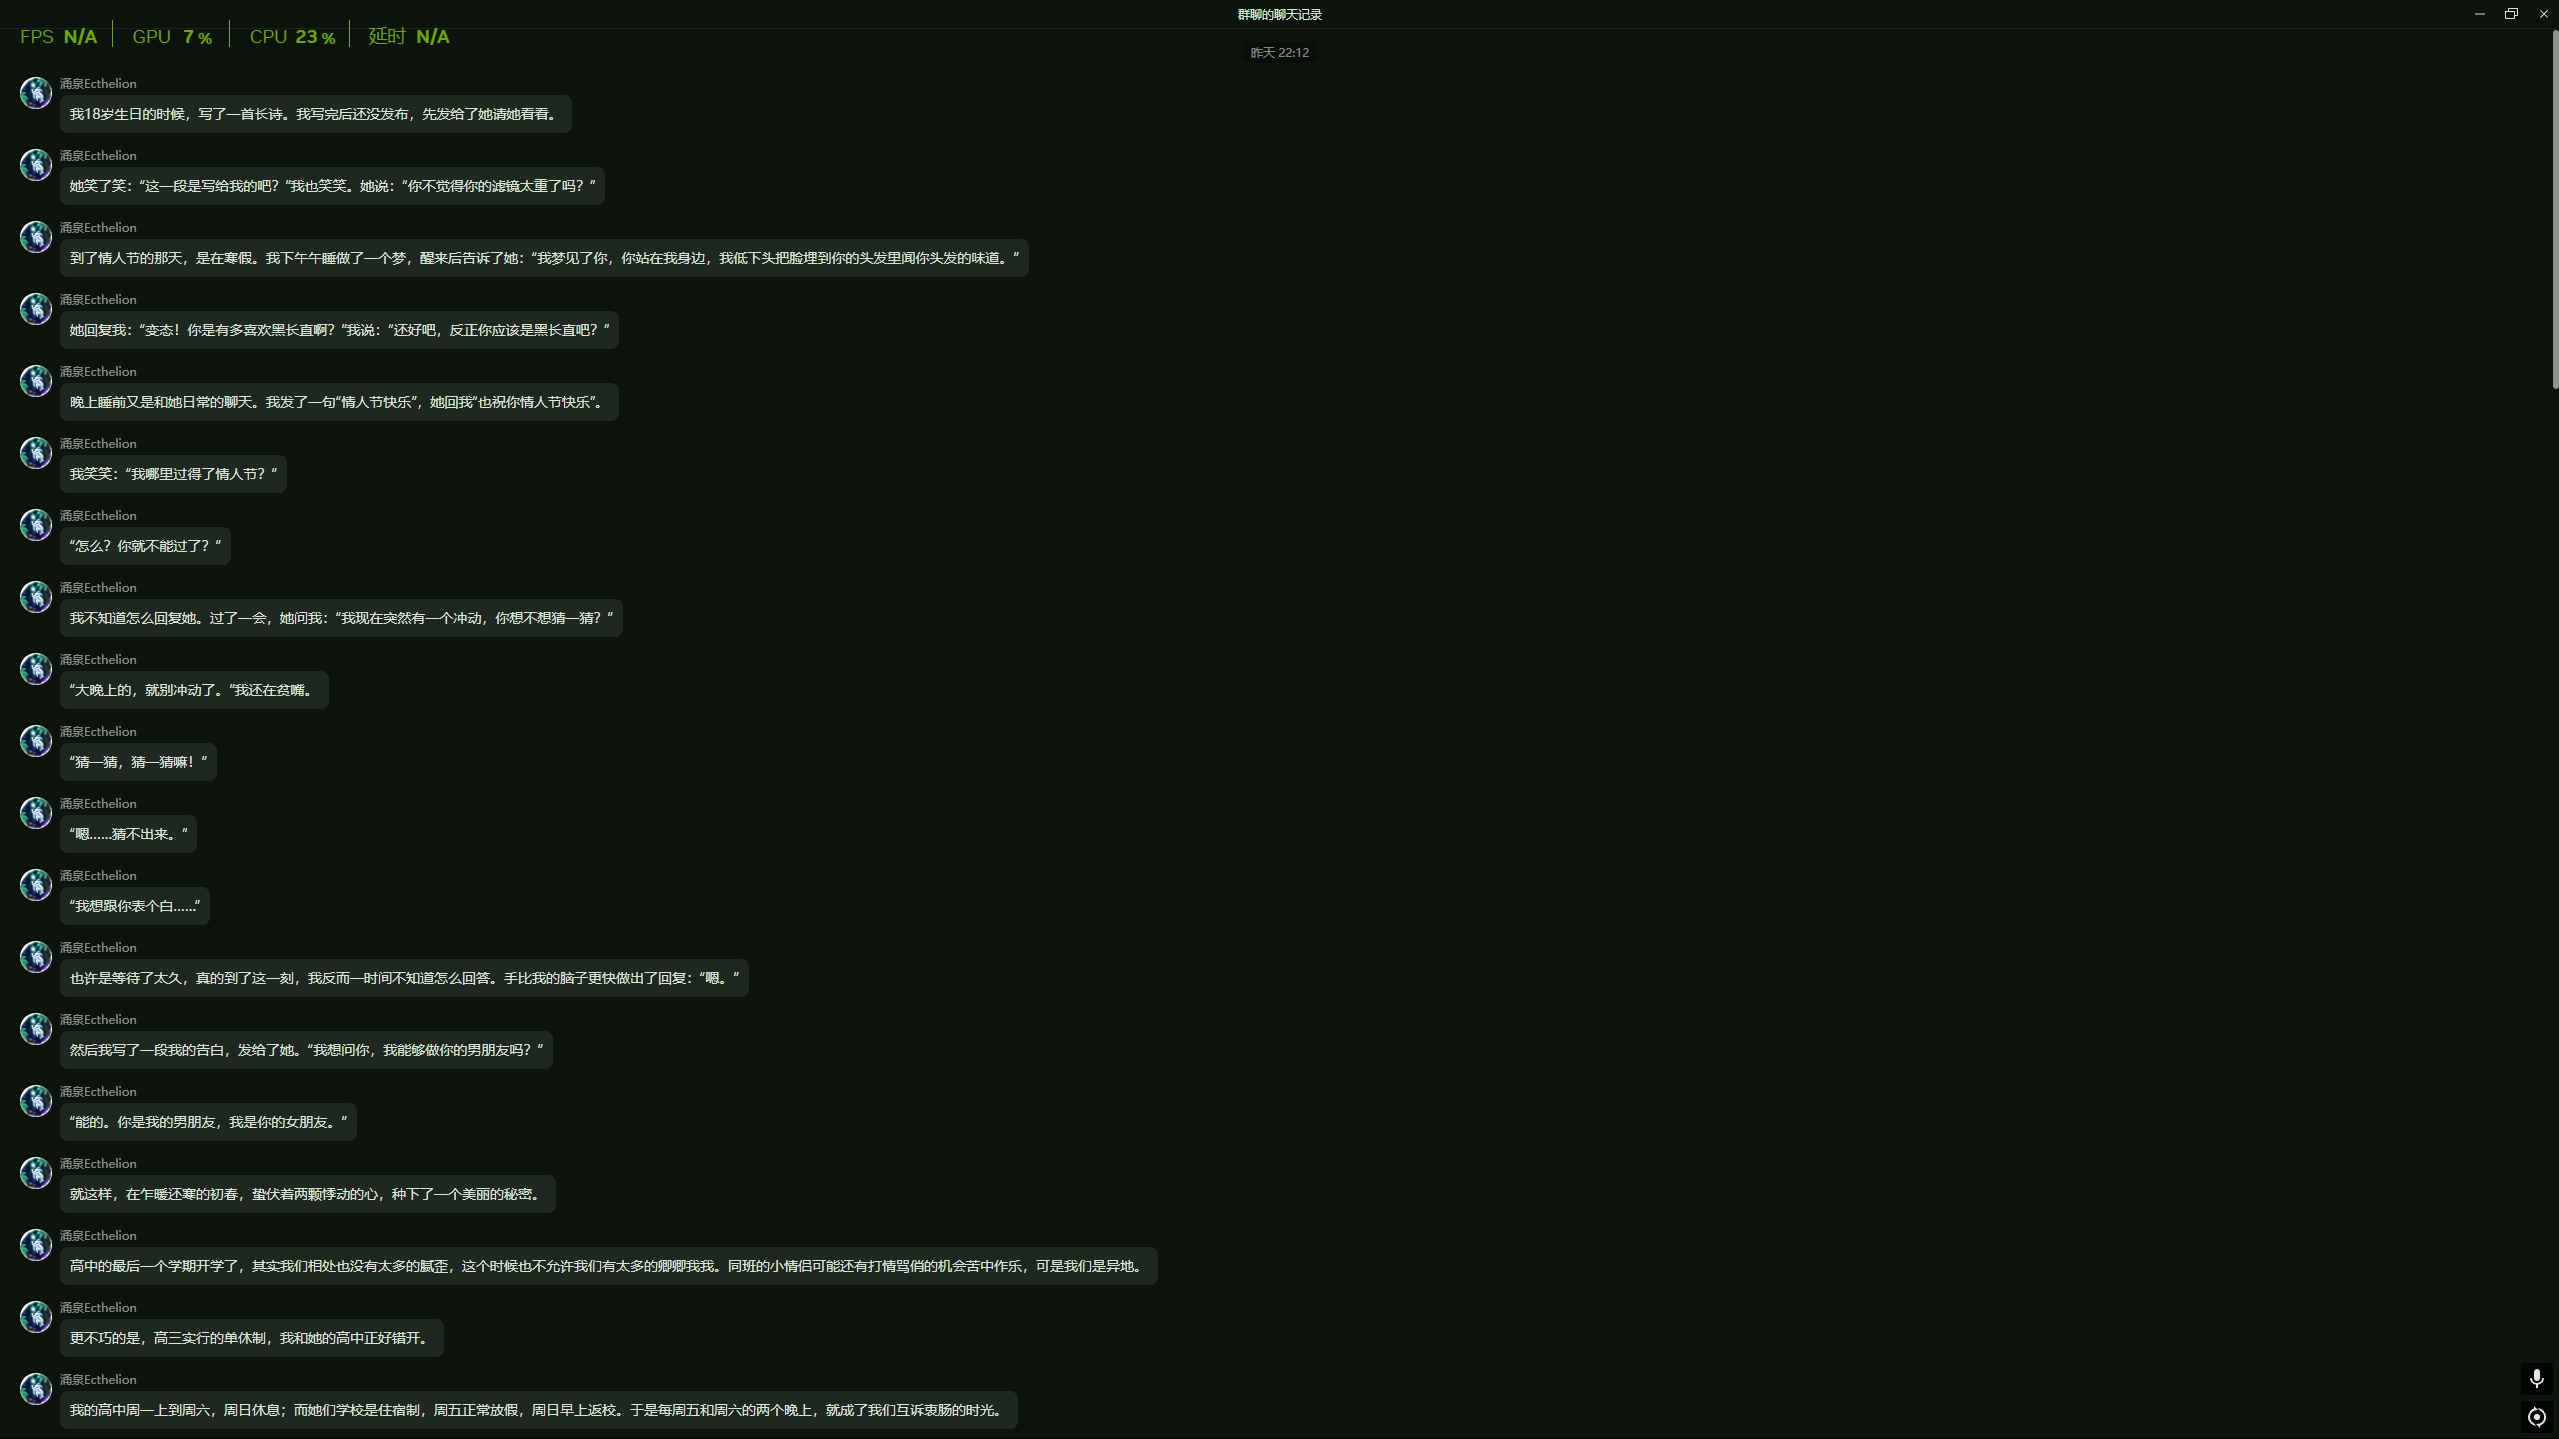 群聊的聊天记录
FPS N/A GPU 7 % CPU 23 % 延时 N/A
昨天 22:12
涌泉Ecthelion
我18岁生日的时候，写了一首长诗。我写完后还没发布，先发给了她请她看看。
涌泉Ecthelion
她笑了笑：“这一段是写给我的吧？”我也笑笑。她说：“你不觉得你的滤镜太重了吗？”
涌泉Ecthelion
到了情人节的那天，是在寒假。我下午午睡做了一个梦，醒来后告诉了她：“我梦见了你，你站在我身边，我低下头把脸埋到你的头发里闻你头发的味道。”
涌泉Ecthelion
她回复我：“变态！你是有多喜欢黑长直啊？”我说：“还好吧，反正你应该是黑长直吧？”
涌泉Ecthelion
晚上睡前又是和她日常的聊天。我发了一句“情人节快乐”，她回我“也祝你情人节快乐”。
涌泉Ecthelion
我笑笑：“我哪里过得了情人节？”
涌泉Ecthelion
“怎么？你就不能过了？”
涌泉Ecthelion
我不知道怎么回复她。过了一会，她问我：“我现在突然有一个冲动，你想不想猜一猜？”
涌泉Ecthelion
“大晚上的，就别冲动了。”我还在贫嘴。
涌泉Ecthelion
“猜一猜，猜一猜嘛！”
涌泉Ecthelion
“嗯……猜不出来。”
涌泉Ecthelion
“我想跟你表个白……”
涌泉Ecthelion
也许是等待了太久，真的到了这一刻，我反而一时间不知道怎么回答。手比我的脑子更快做出了回复：“嗯。”
涌泉Ecthelion
然后我写了一段我的告白，发给了她。“我想问你，我能够做你的男朋友吗？”
涌泉Ecthelion
“能的。你是我的男朋友，我是你的女朋友。”
涌泉Ecthelion
就这样，在乍暖还寒的初春，蛰伏着两颗悸动的心，种下了一个美丽的秘密。
涌泉Ecthelion
高中的最后一个学期开学了，其实我们相处也没有太多的腻歪，这个时候也不允许我们有太多的卿卿我我。同班的小情侣可能还有打情骂俏的机会苦中作乐，可是我们是异地。
涌泉Ecthelion
更不巧的是，高三实行的单休制，我和她的高中正好错开。
涌泉Ecthelion
我的高中周一上到周六，周日休息；而她们学校是住宿制，周五正常放假，周日早上返校。于是每周五和周六的两个晚上，就成了我们互诉衷肠的时光。